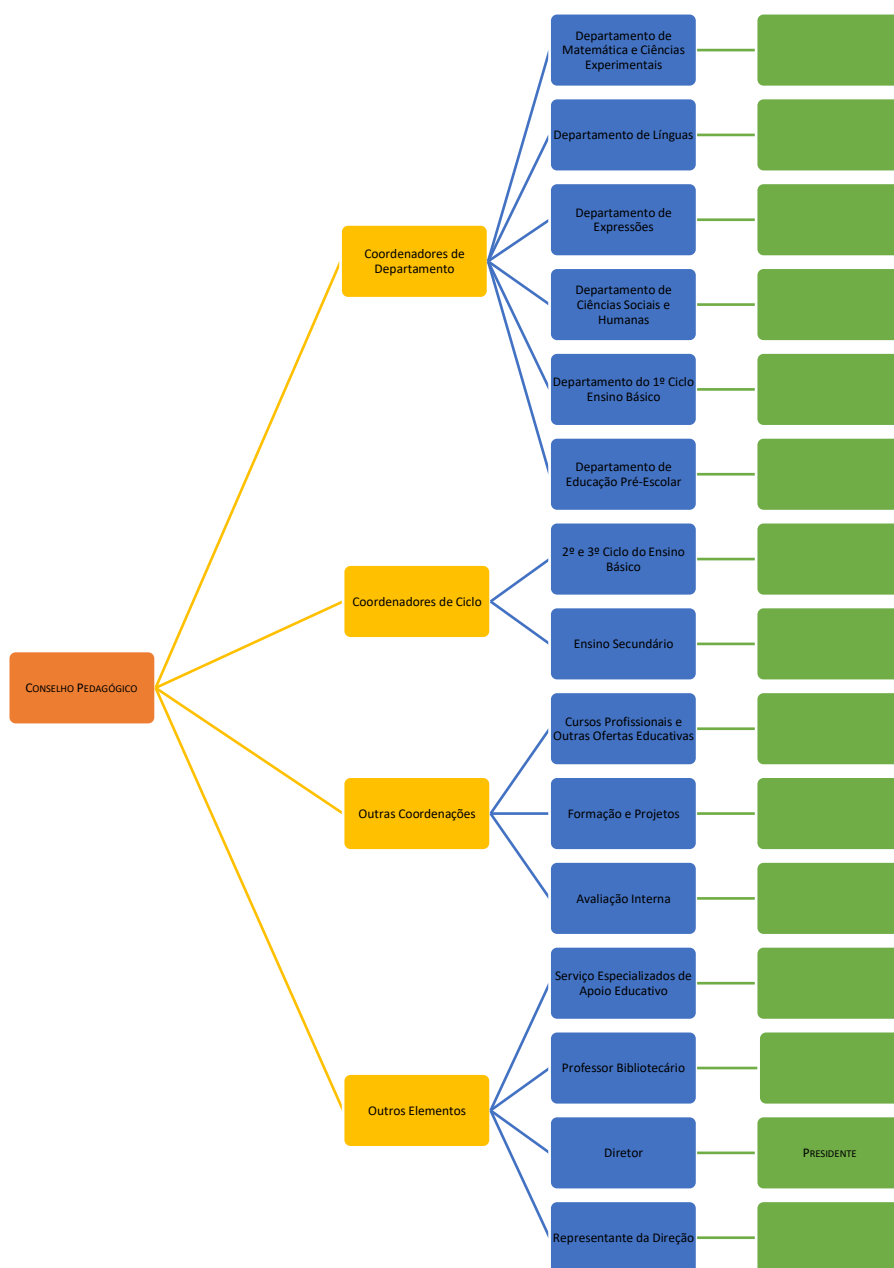 Departamento de
Matemática e Ciências
Experimentais
Departamento de Línguas
Departamento de
Expressões
Coordenadores de
Departamento
Departamento de
Ciências Sociais e
Humanas
Departamento do 1º Ciclo
Ensino Básico
Departamento de
Educação Pré-Escolar
2º e 3º Ciclo do Ensino
Básico
Coordenadores de Ciclo
Ensino Secundário
CONSELHO PEDAGÓGICO
Cursos Profissionais e
Outras Ofertas Educativas
Outras Coordenações
Formação e Projetos
Avaliação Interna
Serviço Especializados de
Apoio Educativo
Professor Bibliotecário
Outros Elementos
Diretor
PRESIDENTE
Representante da Direção